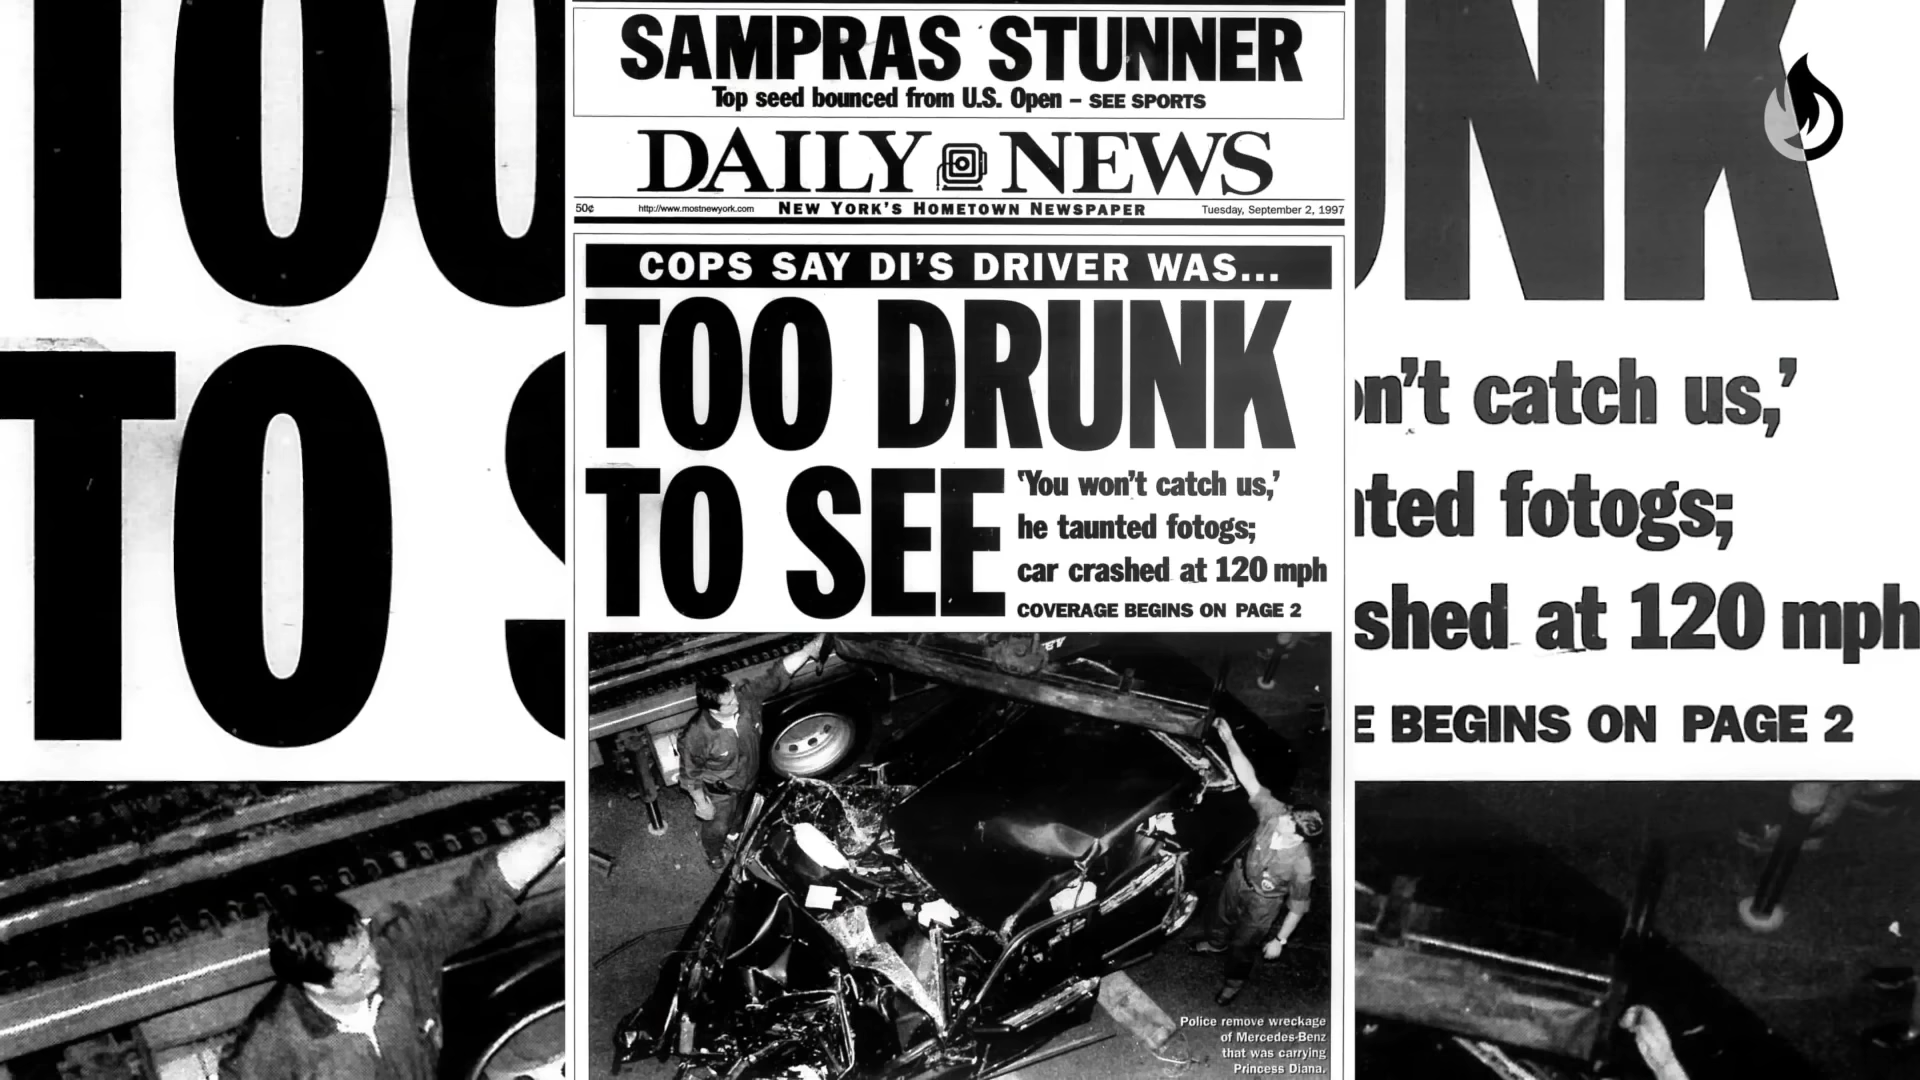 SAMPRAS STUNNER
Top seed bounced from U.S. Open – SEE SPORTS
DAILY NEWS
50¢ http://www.mostnewyork.com NEW YORK'S HOMETOWN NEWSPAPER Tuesday, September 2, 1997
COPS SAY DI'S DRIVER WAS...
TOO DRUNK
TO SEE
'You won't catch us,'
he taunted fotogs;
car crashed at 120 mph
COVERAGE BEGINS ON PAGE 2
Police remove wreckage
of Mercedes-Benz
that was carrying
Princess Diana.
TOO
TO S
UNK
on't catch us,'
nted fotogs;
shed at 120 mph
E BEGINS ON PAGE 2